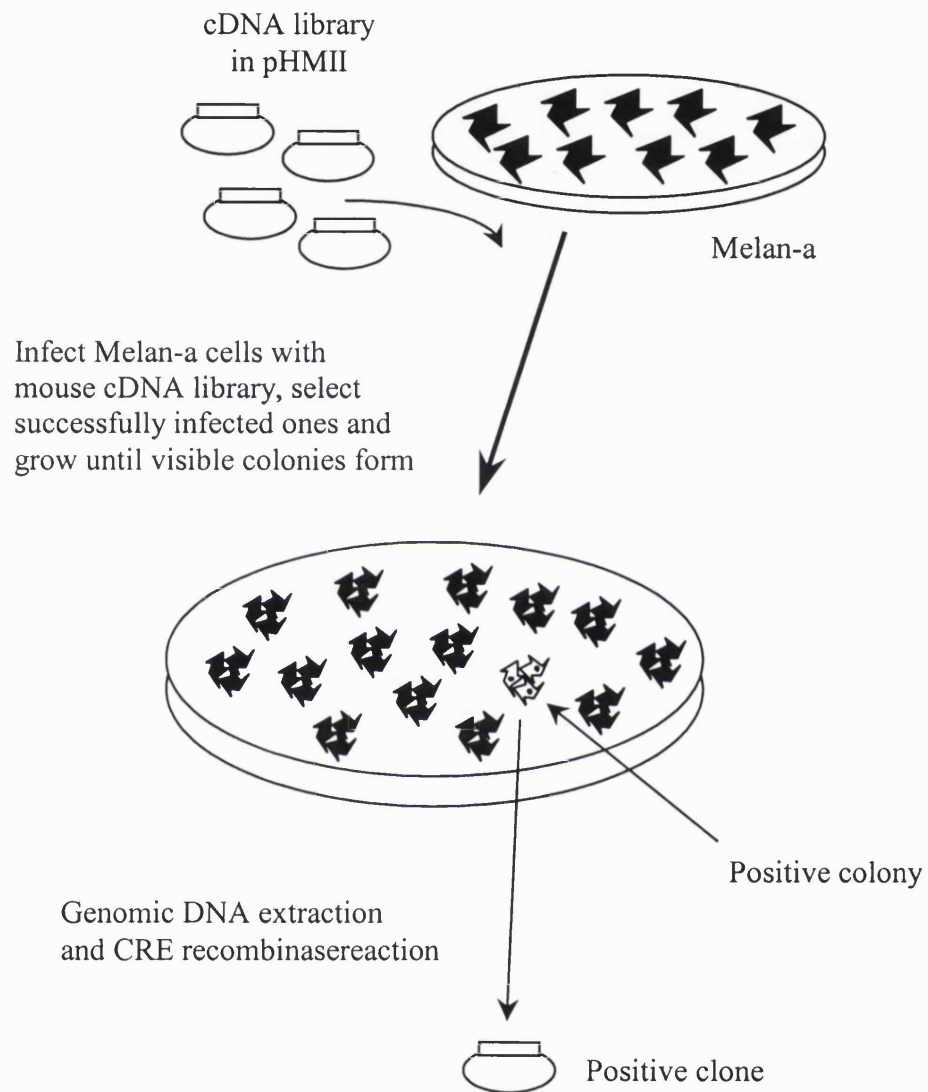 cDNA library
in pHMII
Melan-a
Infect Melan-a cells with
mouse cDNA library, select
successfully infected ones and
grow until visible colonies form
Positive colony
Genomic DNA extraction
and CRE recombinasereaction
Positive clone